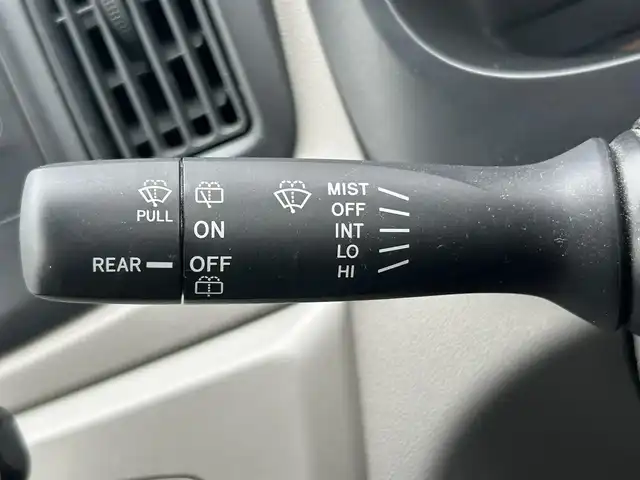 PULL
REAR
ON
OFF
MIST
OFF
INT
LO
HI